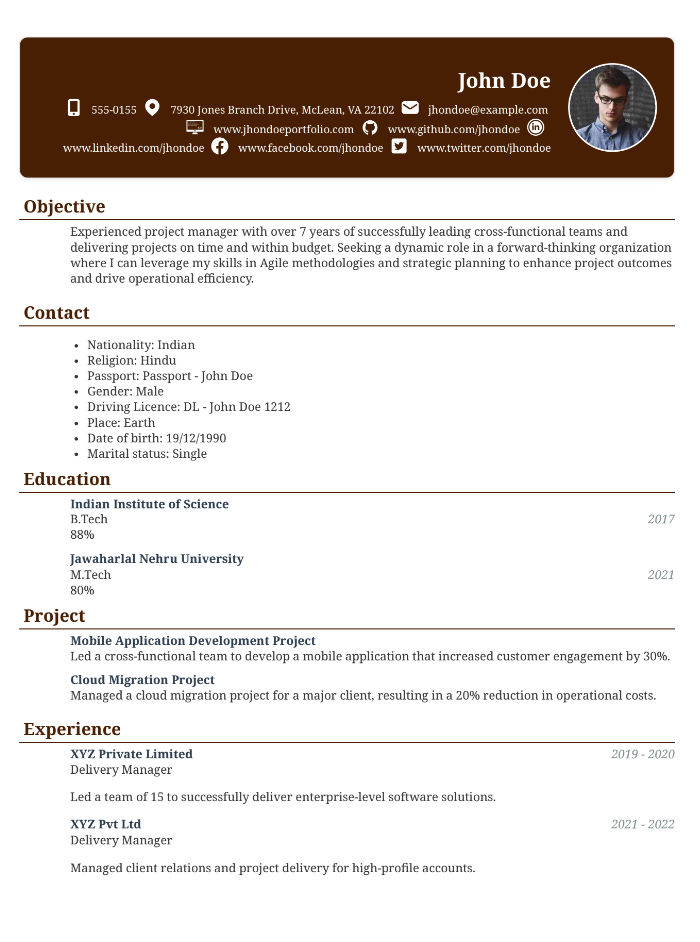 John Doe
555-0155 7930 Jones Branch Drive, McLean, VA 22102 jhondoe@example.com
www.jhondoeportfolio.com www.github.com/jhondoe
www.linkedin.com/jhondoe www.facebook.com/jhondoe www.twitter.com/jhondoe
Objective
Experienced project manager with over 7 years of successfully leading cross-functional teams and
delivering projects on time and within budget. Seeking a dynamic role in a forward-thinking organization
where I can leverage my skills in Agile methodologies and strategic planning to enhance project outcomes
and drive operational efficiency.
Contact
• Nationality: Indian
• Religion: Hindu
• Passport: Passport - John Doe
• Gender: Male
• Driving Licence: DL - John Doe 1212
• Place: Earth
• Date of birth: 19/12/1990
• Marital status: Single
Education
Indian Institute of Science
B.Tech 2017
88%
Jawaharlal Nehru University
M.Tech 2021
80%
Project
Mobile Application Development Project
Led a cross-functional team to develop a mobile application that increased customer engagement by 30%.
Cloud Migration Project
Managed a cloud migration project for a major client, resulting in a 20% reduction in operational costs.
Experience
XYZ Private Limited 2019 - 2020
Delivery Manager
Led a team of 15 to successfully deliver enterprise-level software solutions.
XYZ Pvt Ltd 2021 - 2022
Delivery Manager
Managed client relations and project delivery for high-profile accounts.